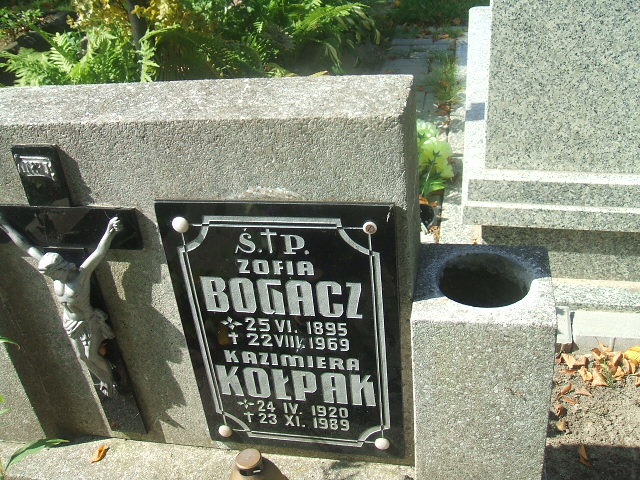 Ś.†P.
ZOFIA
BOGACZ
✧ 25 VI. 1895
† 22 VIII. 1969
KAZIMIERA
KOŁPAK
✧ 24 IV. 1920
† 23 XI. 1989